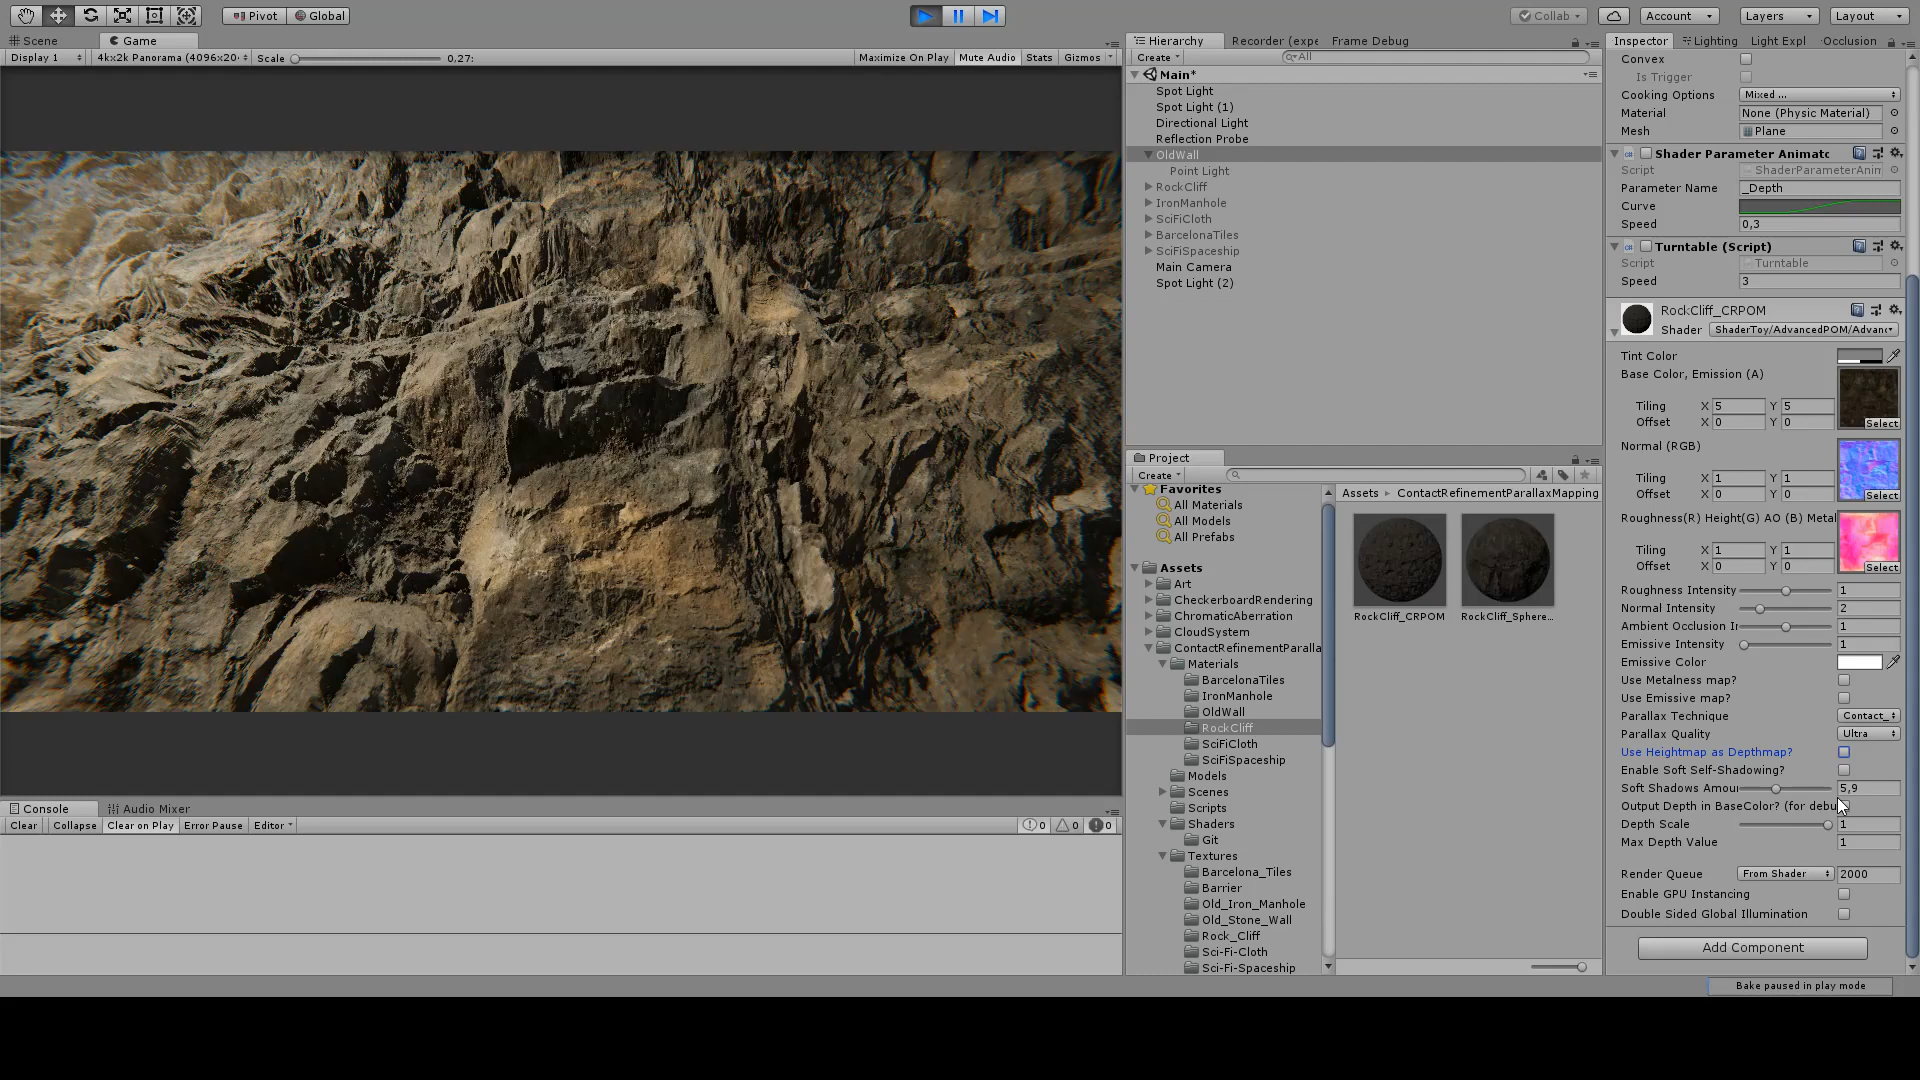 Pivot
Global
Collab
Account
Layers
Layout
Scene
Game
Display 1
4kx2k Panorama (4096x20
Scale
0.27:
Maximize On Play
Mute Audio
Stats
Gizmos
Hierarchy
Recorder (expe
Frame Debug
Create
All
Main*
Spot Light
Spot Light (1)
Directional Light
Reflection Probe
OldWall
Point Light
RockCliff
IronManhole
SciFiCloth
BarcelonaTiles
SciFiSpaceship
Main Camera
Spot Light (2)
Project
Create
Favorites
All Materials
All Models
All Prefabs
Assets
Art
CheckerboardRendering
ChromaticAberration
CloudSystem
ContactRefinementParalla
Materials
BarcelonaTiles
IronManhole
OldWall
RockCliff
SciFiCloth
SciFiSpaceship
Models
Scenes
Scripts
Shaders
Git
Textures
Barcelona_Tiles
Barrier
Old_Iron_Manhole
Old_Stone_Wall
Rock_Cliff
Sci-Fi-Cloth
Sci-Fi-Spaceship
Assets
ContactRefinementParallaxMapping
RockCliff_CRPOM
RockCliff_Sphere...
Inspector
Lighting
Light Expl
Occlusion
Convex
Is Trigger
Cooking Options
Mixed ...
Material
None (Physic Material)
Mesh
Plane
Shader Parameter Animatc
Script
ShaderParameterAnim
Parameter Name
_Depth
Curve
Speed
0,3
Turntable (Script)
Script
Turntable
Speed
3
RockCliff_CRPOM
Shader
ShaderToy/AdvancedPOM/Advanc
Tint Color
Base Color, Emission (A)
Tiling X 5 Y 5
Offset X 0 Y 0
Select
Normal (RGB)
Tiling X 1 Y 1
Offset X 0 Y 0
Select
Roughness(R) Height(G) AO (B) Metal
Tiling X 1 Y 1
Offset X 0 Y 0
Select
Roughness Intensity 1
Normal Intensity 2
Ambient Occlusion Ir 1
Emissive Intensity 1
Emissive Color
Use Metalness map?
Use Emissive map?
Parallax Technique Contact_
Parallax Quality Ultra
Use Heightmap as Depthmap?
Enable Soft Self-Shadowing?
Soft Shadows Amour 5,9
Output Depth in BaseColor? (for debu
Depth Scale 1
Max Depth Value 1
Render Queue From Shader 2000
Enable GPU Instancing
Double Sided Global Illumination
Add Component
Console
Audio Mixer
Clear
Collapse
Clear on Play
Error Pause
Editor
0
0
0
Bake paused in play mode